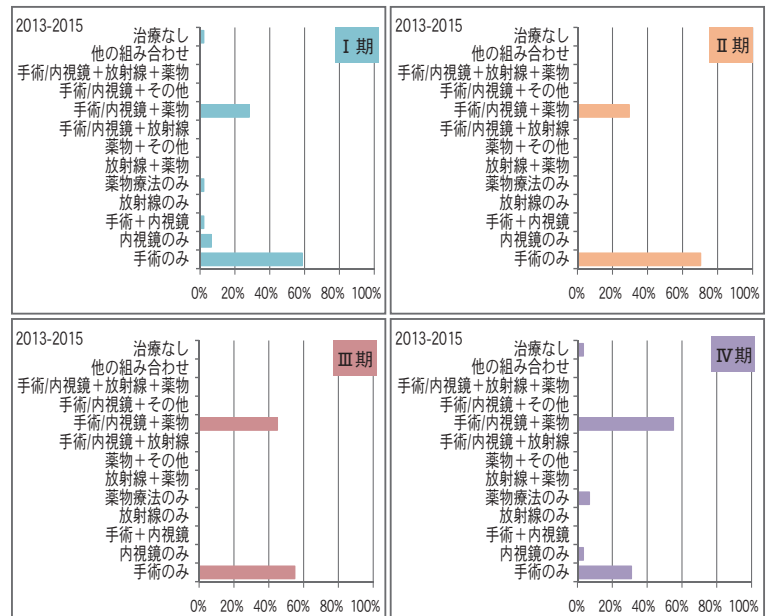 2013-2015
Ⅰ期
治療なし
他の組み合わせ
手術/内視鏡＋放射線＋薬物
手術/内視鏡＋その他
手術/内視鏡＋薬物
手術/内視鏡＋放射線
薬物＋その他
放射線＋薬物
薬物療法のみ
放射線のみ
手術＋内視鏡
内視鏡のみ
手術のみ
0% 20% 40% 60% 80% 100%
2013-2015
Ⅱ期
治療なし
他の組み合わせ
手術/内視鏡＋放射線＋薬物
手術/内視鏡＋その他
手術/内視鏡＋薬物
手術/内視鏡＋放射線
薬物＋その他
放射線＋薬物
薬物療法のみ
放射線のみ
手術＋内視鏡
内視鏡のみ
手術のみ
0% 20% 40% 60% 80% 100%
2013-2015
Ⅲ期
治療なし
他の組み合わせ
手術/内視鏡＋放射線＋薬物
手術/内視鏡＋その他
手術/内視鏡＋薬物
手術/内視鏡＋放射線
薬物＋その他
放射線＋薬物
薬物療法のみ
放射線のみ
手術＋内視鏡
内視鏡のみ
手術のみ
0% 20% 40% 60% 80% 100%
2013-2015
Ⅳ期
治療なし
他の組み合わせ
手術/内視鏡＋放射線＋薬物
手術/内視鏡＋その他
手術/内視鏡＋薬物
手術/内視鏡＋放射線
薬物＋その他
放射線＋薬物
薬物療法のみ
放射線のみ
手術＋内視鏡
内視鏡のみ
手術のみ
0% 20% 40% 60% 80% 100%